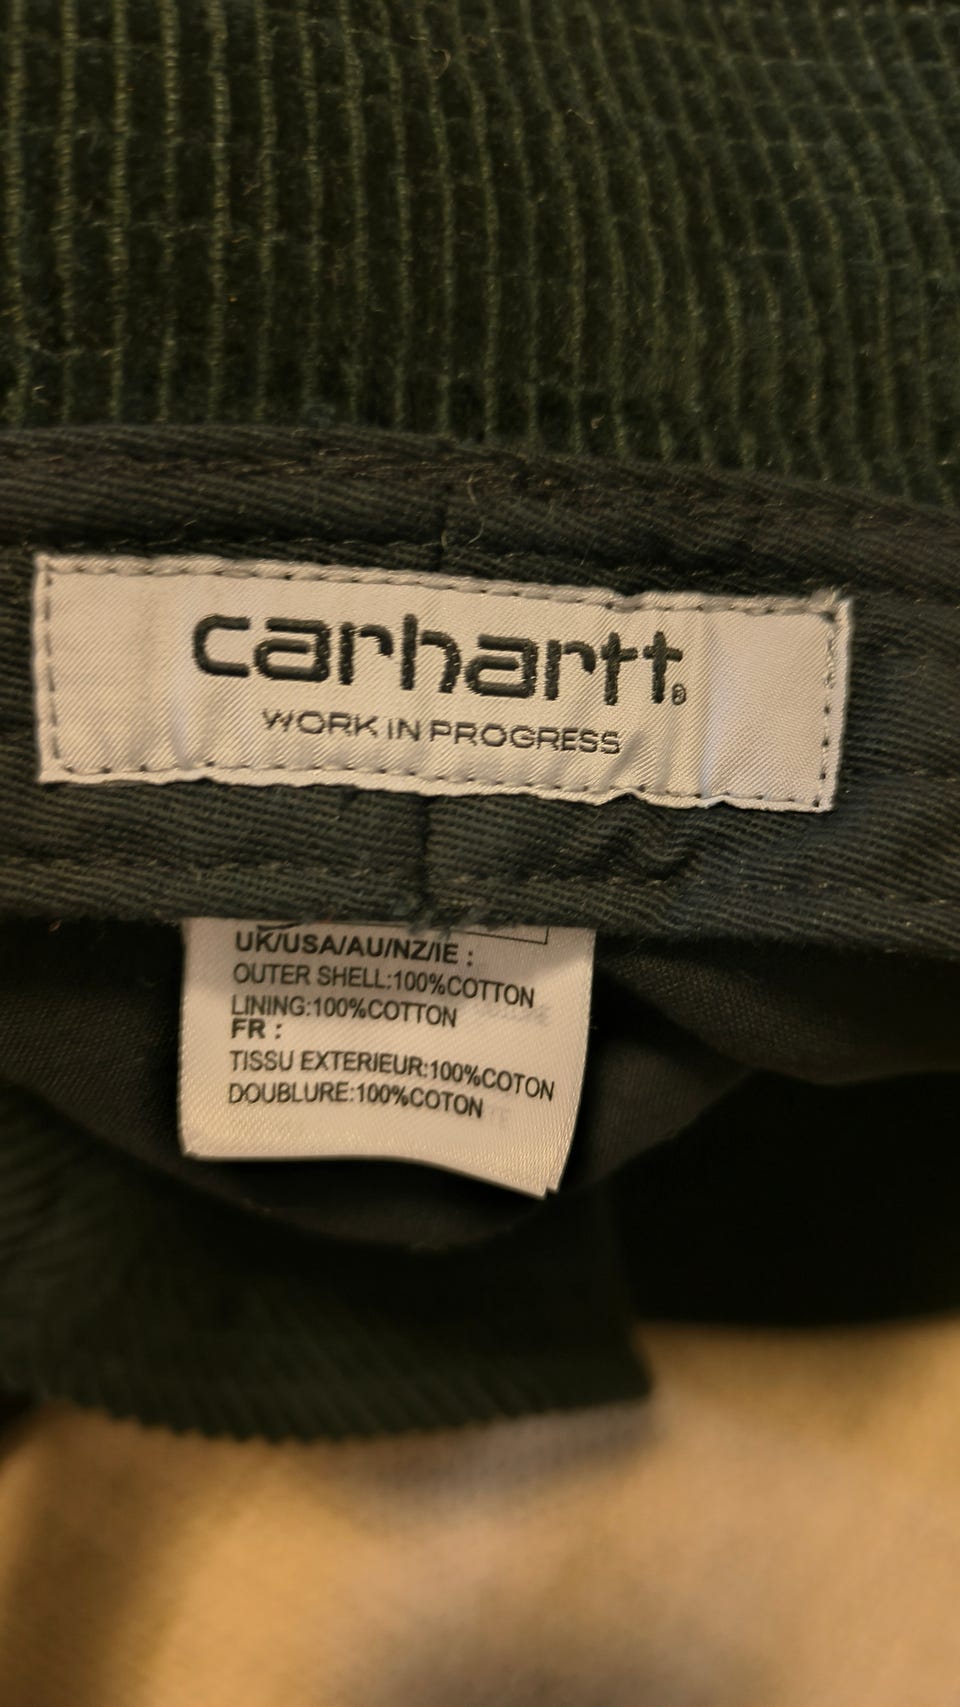 carhartt®
WORK IN PROGRESS
UK/USA/AU/NZ/IE :
OUTER SHELL:100%COTTON
LINING:100%COTTON
FR :
TISSU EXTERIEUR:100%COTON
DOUBLURE:100%COTON